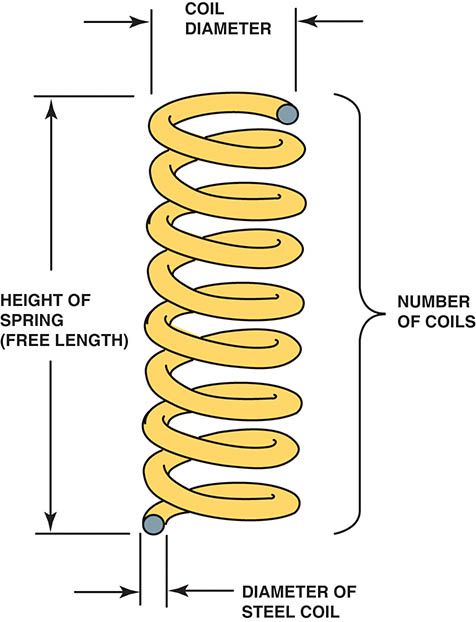 COIL
DIAMETER
HEIGHT OF
SPRING
(FREE LENGTH)
NUMBER
OF COILS
DIAMETER OF
STEEL COIL